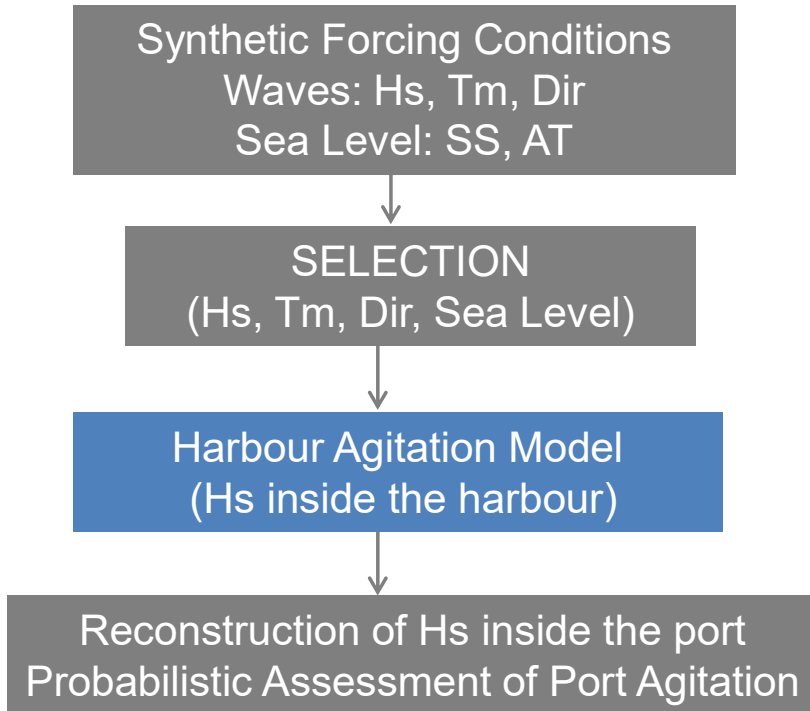 Synthetic Forcing Conditions
Waves: Hs, Tm, Dir
Sea Level: SS, AT
SELECTION
(Hs, Tm, Dir, Sea Level)
Harbour Agitation Model
(Hs inside the harbour)
Reconstruction of Hs inside the port
Probabilistic Assessment of Port Agitation